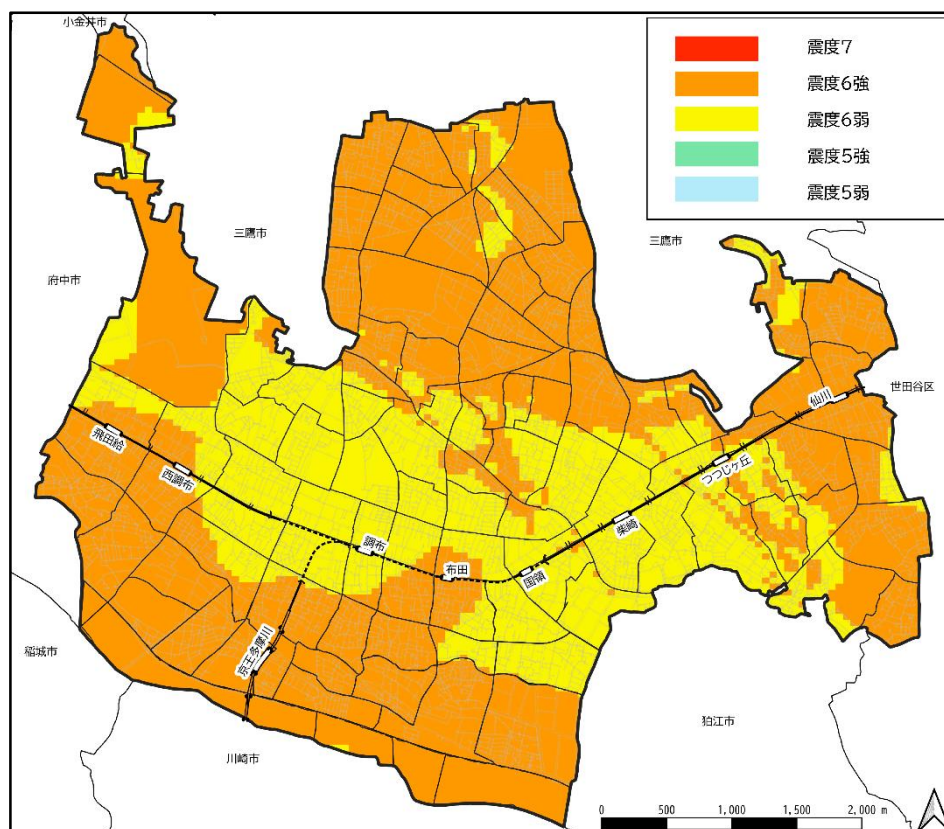 小金井市
震度7
震度6強
震度6弱
震度5強
震度5弱
三鷹市
三鷹市
府中市
世田谷区
仙川
飛田給
つつじヶ丘
西調布
柴崎
調布
布田
国領
京王多摩川
稲城市
狛江市
川崎市
0 500 1,000 1,500 2,000 m